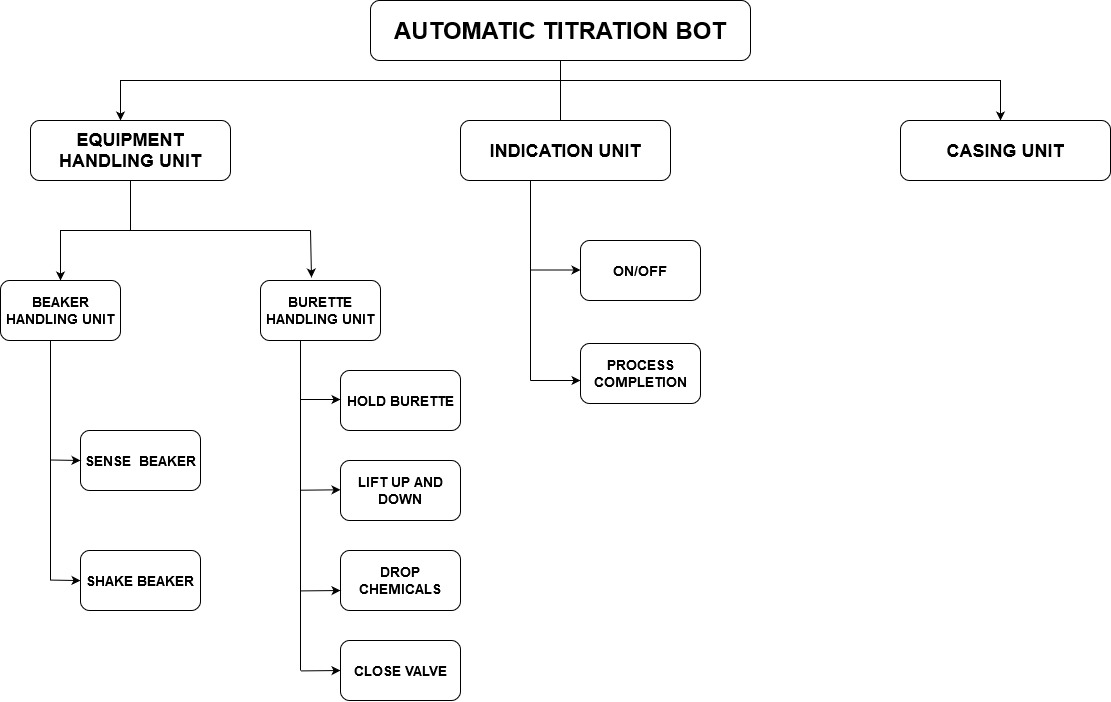 AUTOMATIC TITRATION BOT
EQUIPMENT
HANDLING UNIT
INDICATION UNIT
CASING UNIT
BEAKER
HANDLING UNIT
BURETTE
HANDLING UNIT
ON/OFF
PROCESS
COMPLETION
HOLD BURETTE
SENSE BEAKER
LIFT UP AND
DOWN
SHAKE BEAKER
DROP
CHEMICALS
CLOSE VALVE